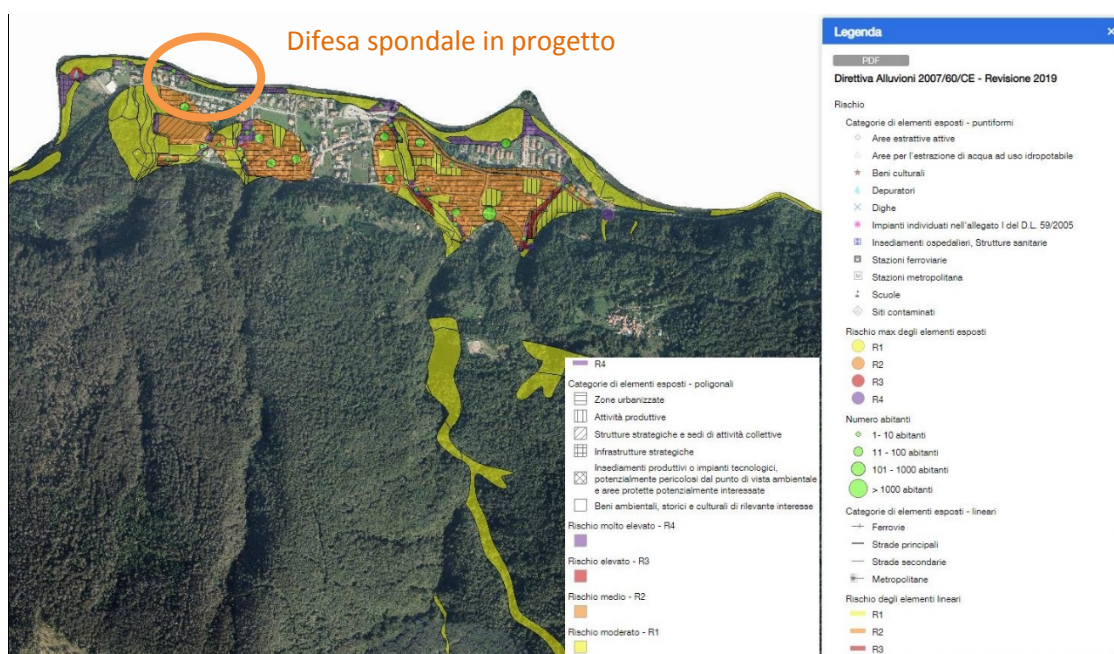 Difesa spondale in progetto
Legenda
×
PDF
Direttiva Alluvioni 2007/60/CE - Revisione 2019
Rischio
Categorie di elementi esposti - puntiformi
Aree estrattive attive
Aree per l'estrazione di acqua ad uso idropotabile
Beni culturali
Depuratori
Dighe
Impianti individuati nell'allegato I del D.L. 59/2005
Insediamenti ospedalieri, Strutture sanitarie
Stazioni ferroviarie
Stazioni metropolitana
Scuole
Siti contaminati
Rischio max degli elementi esposti
R1
R2
R3
R4
Numero abitanti
1- 10 abitanti
11 - 100 abitanti
101 - 1000 abitanti
> 1000 abitanti
Categorie di elementi esposti - lineari
Ferrovie
Strade principali
Strade secondarie
Metropolitane
Rischio degli elementi lineari
R1
R2
R3
R4
Categorie di elementi esposti - poligonali
Zone urbanizzate
Attività produttive
Strutture strategiche e sedi di attività collettive
Infrastrutture strategiche
Insediamenti produttivi o impianti tecnologici,
potenzialmente pericolosi dal punto di vista ambientale
e aree protette potenzialmente interessate
Beni ambientali, storici e culturali di rilevante interesse
Rischio molto elevato - R4
Rischio elevato - R3
Rischio medio - R2
Rischio moderato - R1